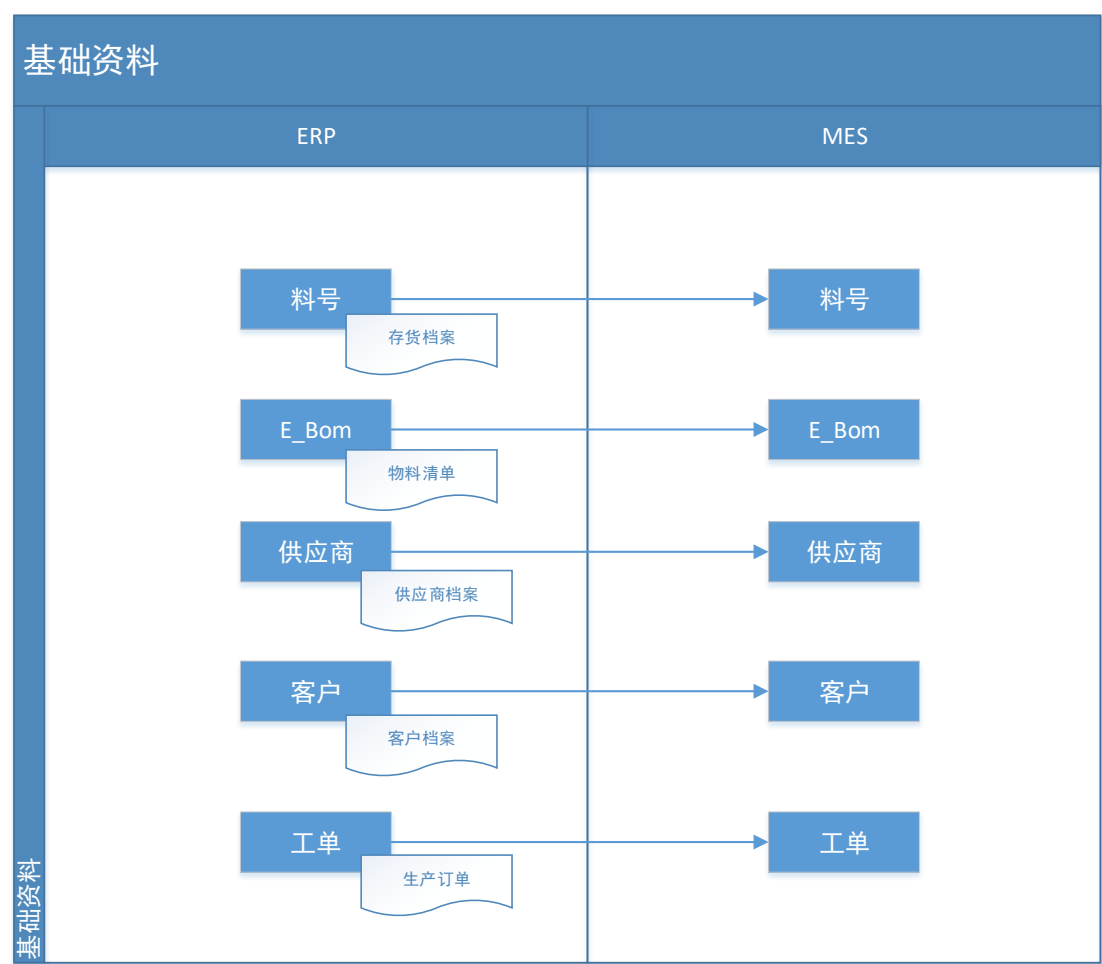 基础资料
ERP
MES
料号
料号
存货档案
E_Bom
E_Bom
物料清单
供应商
供应商
供应商档案
客户
客户
客户档案
工单
工单
生产订单
基础资料